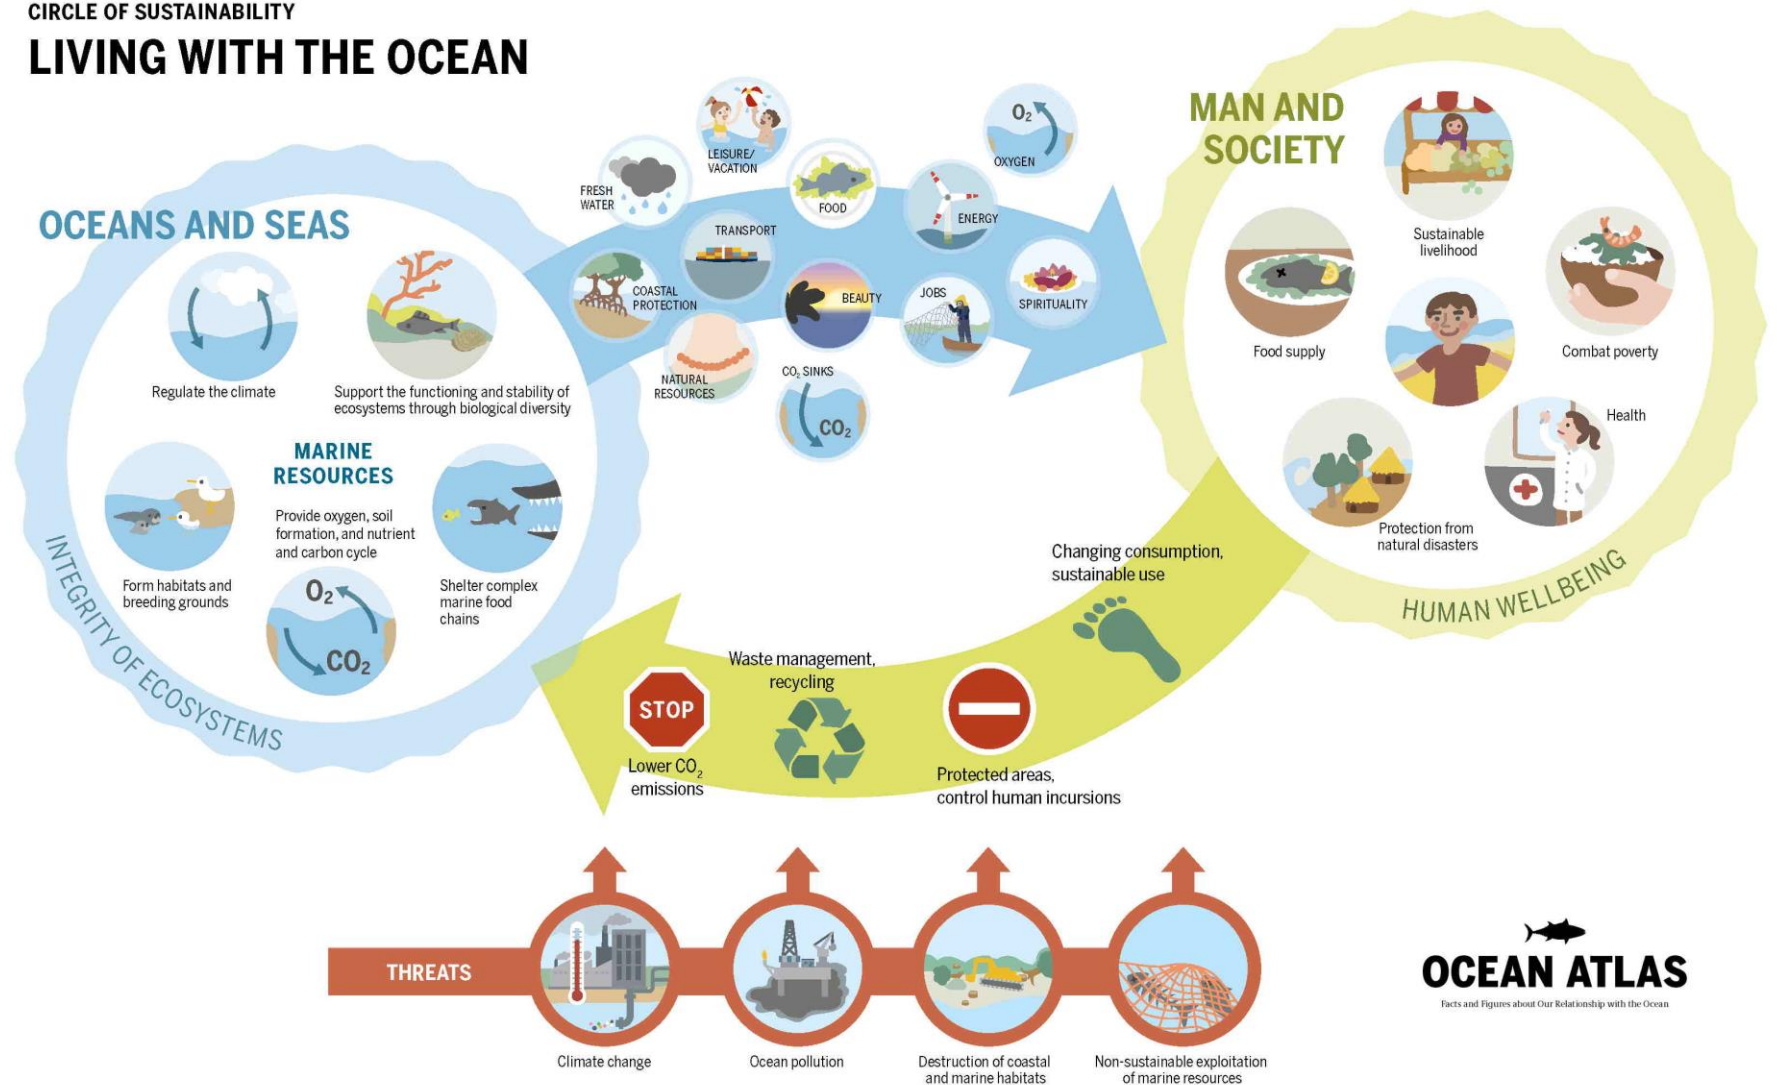 CIRCLE OF SUSTAINABILITY
LIVING WITH THE OCEAN
OCEANS AND SEAS
Regulate the climate
Support the functioning and stability of
ecosystems through biological diversity
MARINE
RESOURCES
Provide oxygen, soil
formation, and nutrient
and carbon cycle
O₂
CO₂
Form habitats and
breeding grounds
Shelter complex
marine food
chains
INTEGRITY OF ECOSYSTEMS
FRESH
WATER
LEISURE/
VACATION
FOOD
O₂
OXYGEN
ENERGY
TRANSPORT
COASTAL
PROTECTION
BEAUTY
JOBS
SPIRITUALITY
NATURAL
RESOURCES
CO₂ SINKS
CO₂
MAN AND
SOCIETY
Sustainable
livelihood
Food supply
Combat poverty
Health
Protection from
natural disasters
HUMAN WELLBEING
Changing consumption,
sustainable use
Protected areas,
control human incursions
Waste management,
recycling
STOP
Lower CO₂
emissions
THREATS
Climate change
Ocean pollution
Destruction of coastal
and marine habitats
Non-sustainable exploitation
of marine resources
OCEAN ATLAS
Facts and Figures about Our Relationship with the Ocean